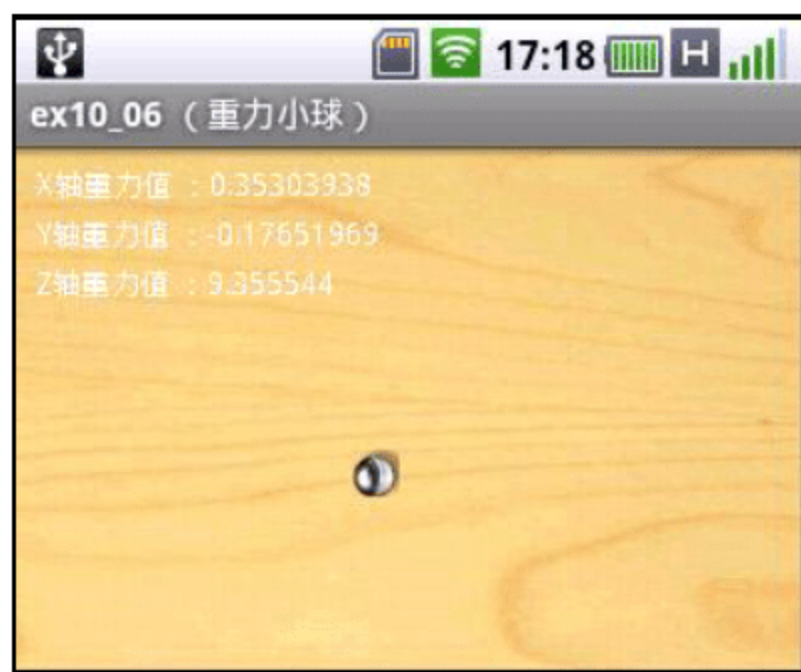 17:18 H
ex10_06 （重力小球）
X轴重力值 ：0.35303938
Y轴重力值 ：-0.17651969
Z轴重力值 ：9.355544